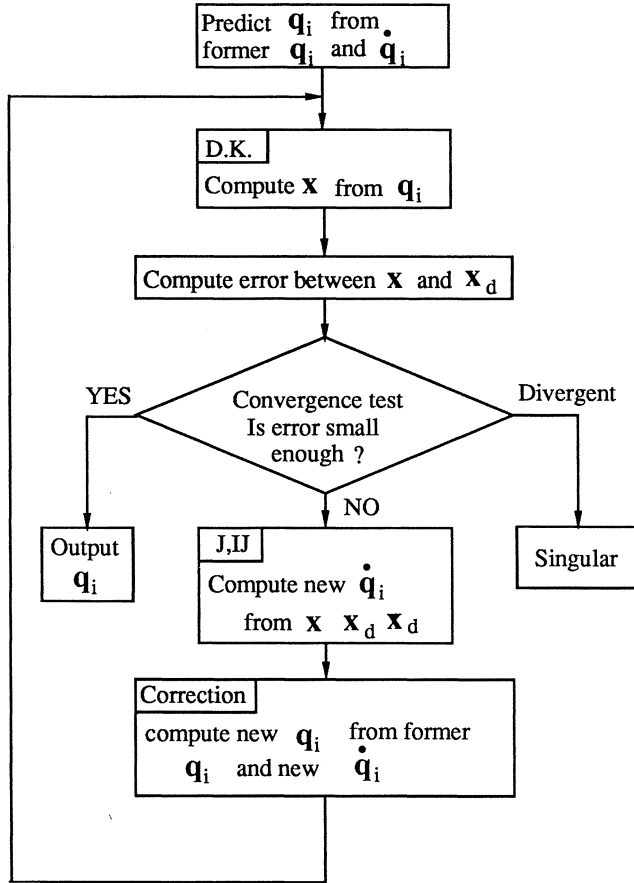 Predict q_i from
former q_i and q̇_i
D.K.
Compute x from q_i
Compute error between x and x_d
YES
Convergence test
Is error small
enough ?
Divergent
NO
Output
q_i
J,IJ
Compute new q̇_i
from x x_d ẋ_d
Singular
Correction
compute new q_i from former
q_i and new q̇_i